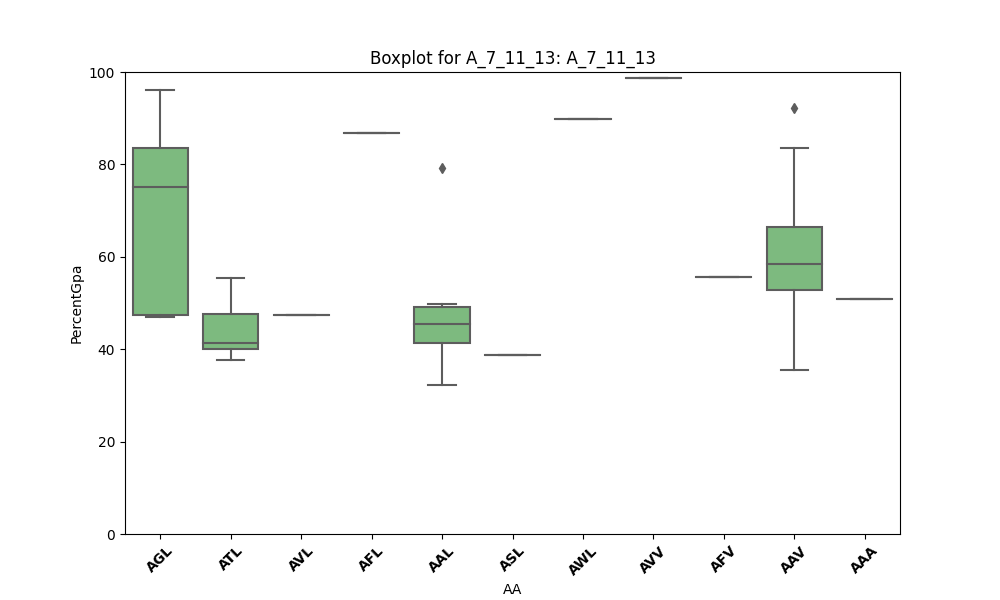 Boxplot for A_7_11_13: A_7_11_13
100
80
60
40
20
0
PercentGpa
AGL
ATL
AVL
AFL
AAL
ASL
AWL
AVV
AFV
AAV
AAA
AA